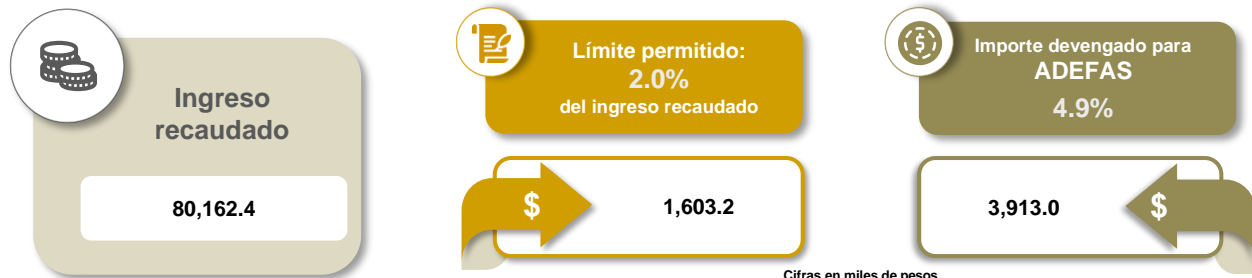 Ingreso
recaudado
80,162.4
Límite permitido:
2.0%
del ingreso recaudado
$
1,603.2
Importe devengado para
ADEFAS
4.9%
3,913.0
$
Cifras en miles de pesos